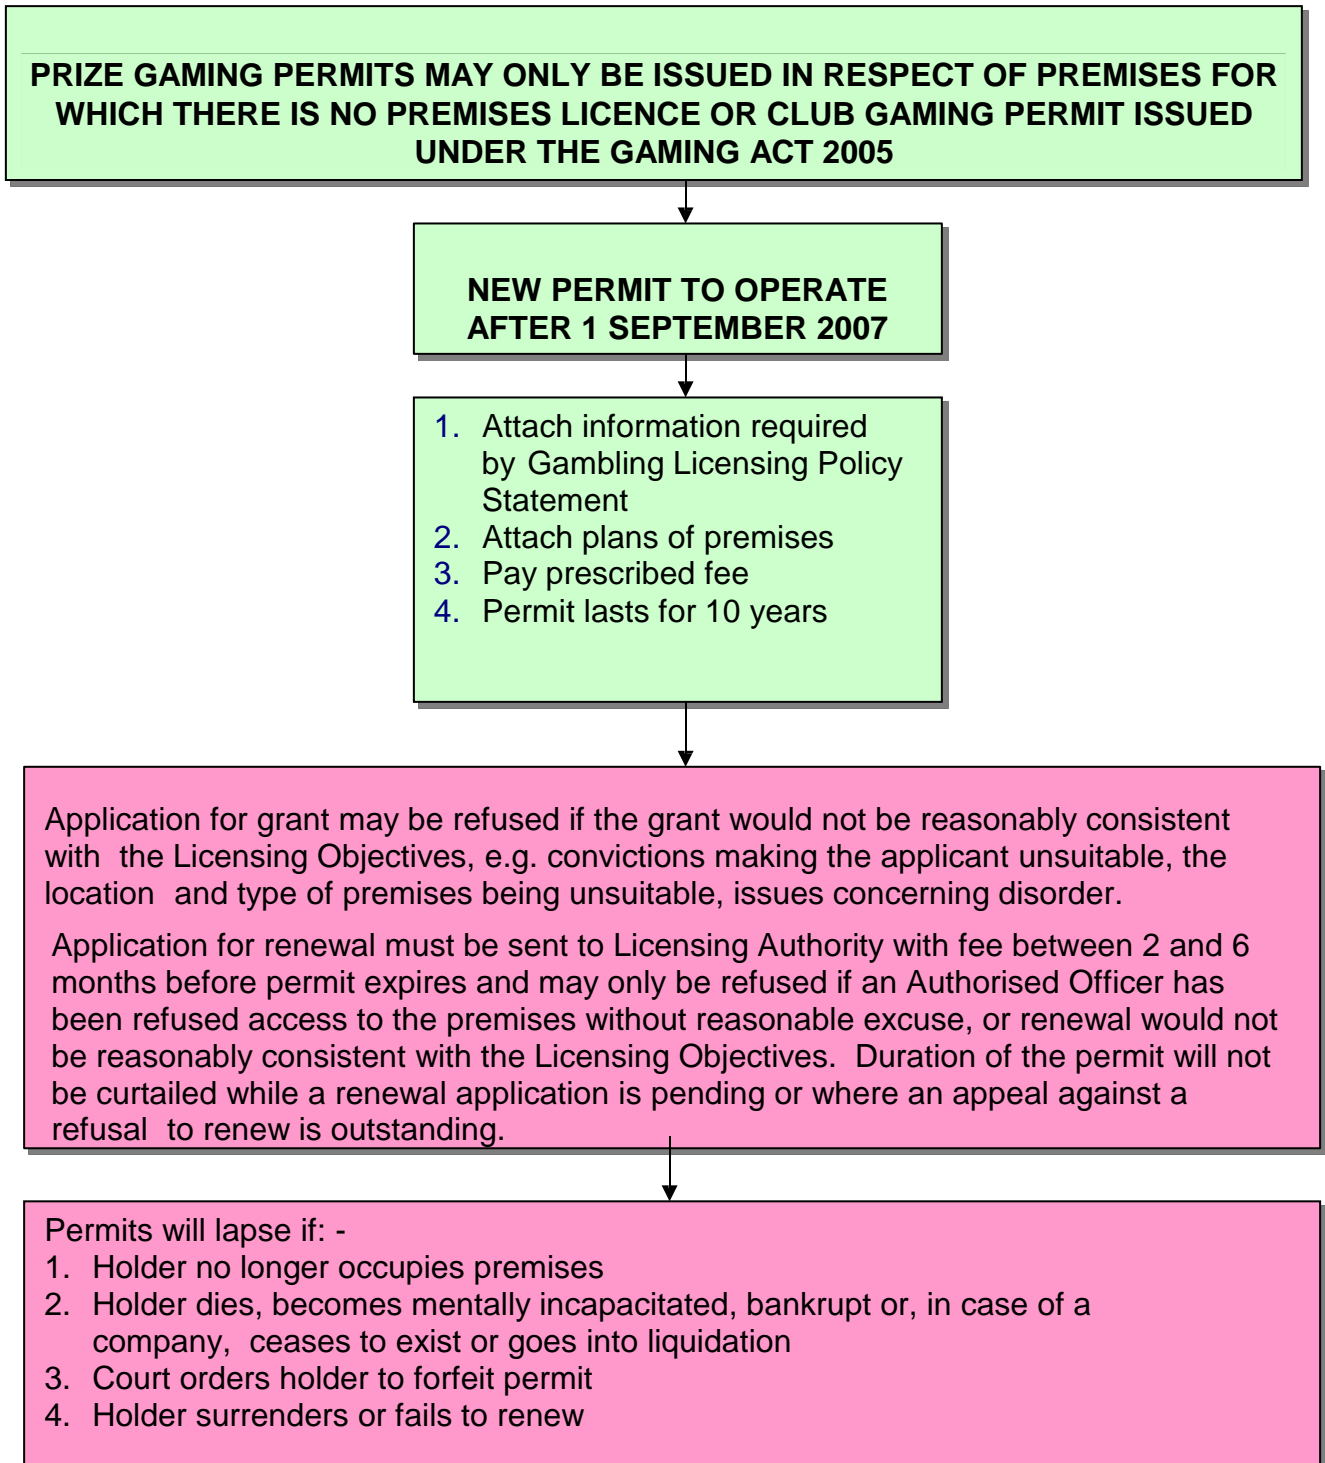 PRIZE GAMING PERMITS MAY ONLY BE ISSUED IN RESPECT OF PREMISES FOR
WHICH THERE IS NO PREMISES LICENCE OR CLUB GAMING PERMIT ISSUED
UNDER THE GAMING ACT 2005
NEW PERMIT TO OPERATE
AFTER 1 SEPTEMBER 2007
1. Attach information required
by Gambling Licensing Policy
Statement
2. Attach plans of premises
3. Pay prescribed fee
4. Permit lasts for 10 years
Application for grant may be refused if the grant would not be reasonably consistent
with the Licensing Objectives, e.g. convictions making the applicant unsuitable, the
location and type of premises being unsuitable, issues concerning disorder.
Application for renewal must be sent to Licensing Authority with fee between 2 and 6
months before permit expires and may only be refused if an Authorised Officer has
been refused access to the premises without reasonable excuse, or renewal would not
be reasonably consistent with the Licensing Objectives. Duration of the permit will not
be curtailed while a renewal application is pending or where an appeal against a
refusal to renew is outstanding.
Permits will lapse if: -
1. Holder no longer occupies premises
2. Holder dies, becomes mentally incapacitated, bankrupt or, in case of a
company, ceases to exist or goes into liquidation
3. Court orders holder to forfeit permit
4. Holder surrenders or fails to renew